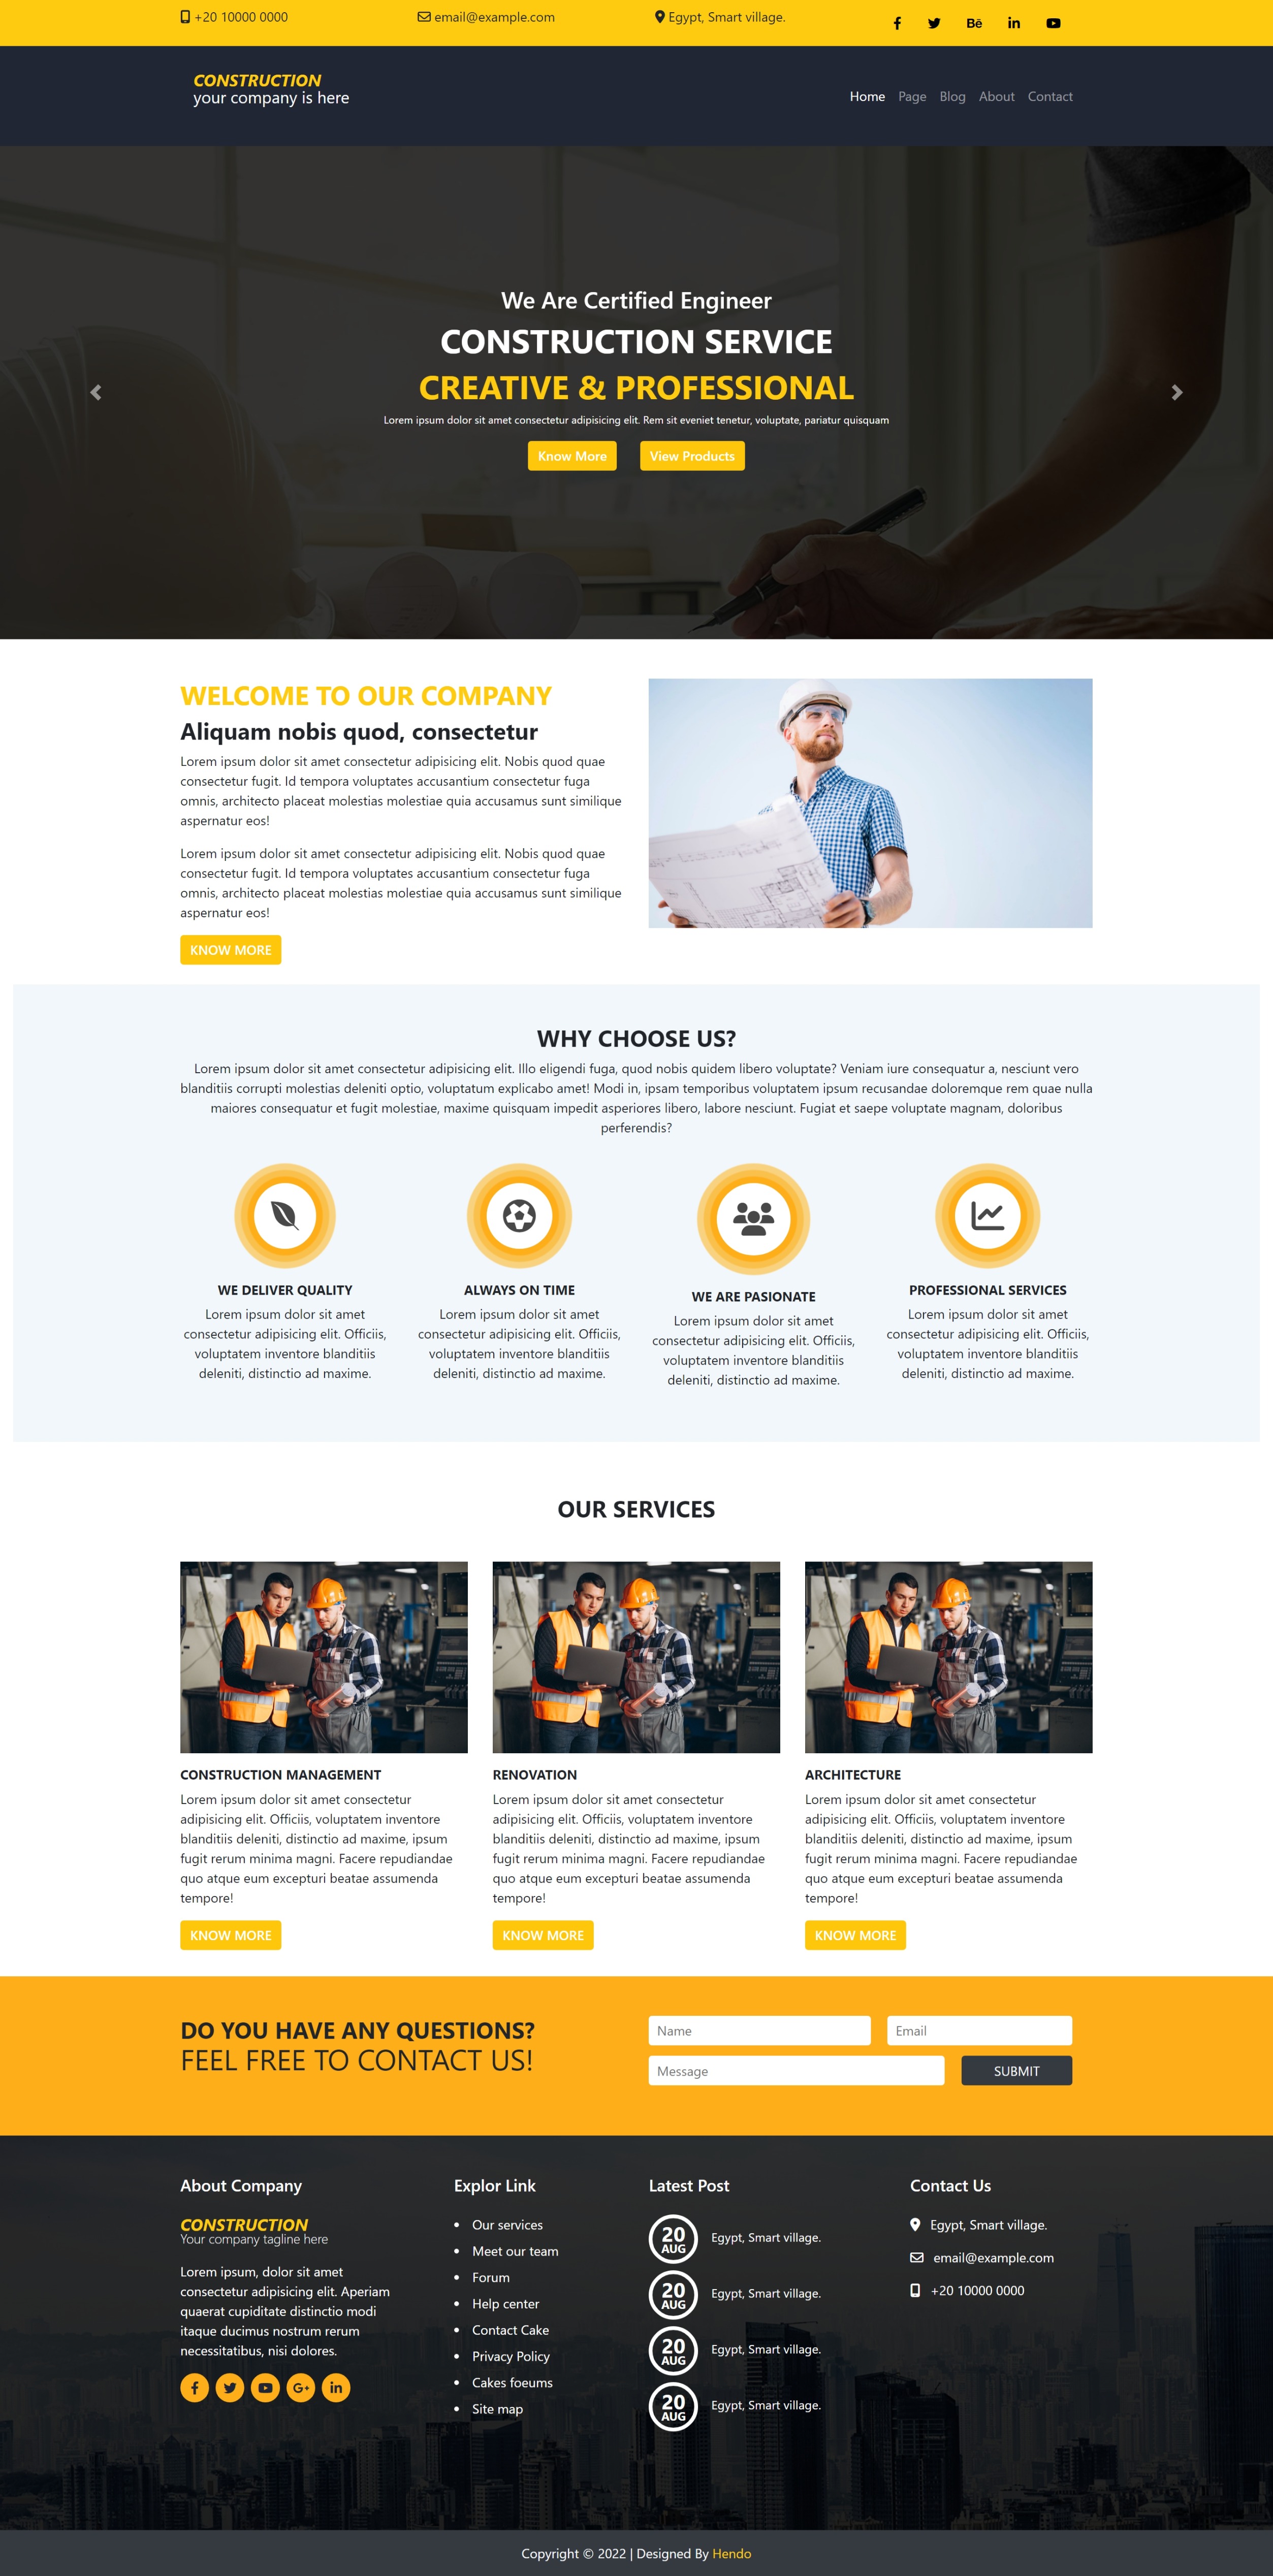 +20 10000 0000
email@example.com
Egypt, Smart village.
CONSTRUCTION
your company is here
Home Page Blog About Contact
We Are Certified Engineer
CONSTRUCTION SERVICE
CREATIVE & PROFESSIONAL
Lorem ipsum dolor sit amet consectetur adipisicing elit. Rem sit eveniet tenetur, voluptate, pariatur quisquam
Know More
View Products
WELCOME TO OUR COMPANY
Aliquam nobis quod, consectetur
Lorem ipsum dolor sit amet consectetur adipisicing elit. Nobis quod quae
consectetur fugit. Id tempora voluptates accusantium consectetur fuga
omnis, architecto placeat molestias molestiae quia accusamus sunt similique
aspernatur eos!
Lorem ipsum dolor sit amet consectetur adipisicing elit. Nobis quod quae
consectetur fugit. Id tempora voluptates accusantium consectetur fuga
omnis, architecto placeat molestias molestiae quia accusamus sunt similique
aspernatur eos!
KNOW MORE
WHY CHOOSE US?
Lorem ipsum dolor sit amet consectetur adipisicing elit. Illo eligendi fuga, quod nobis quidem libero voluptate? Veniam iure consequatur a, nesciunt vero
blanditiis corrupti molestias deleniti optio, voluptatum explicabo amet! Modi in, ipsam temporibus voluptatem ipsum recusandae doloremque rem quae nulla
maiores consequatur et fugit molestiae, maxime quisquam impedit asperiores libero, labore nesciunt. Fugiat et saepe voluptate magnam, doloribus
perferendis?
WE DELIVER QUALITY
Lorem ipsum dolor sit amet
consectetur adipisicing elit. Officiis,
voluptatem inventore blanditiis
deleniti, distinctio ad maxime.
ALWAYS ON TIME
Lorem ipsum dolor sit amet
consectetur adipisicing elit. Officiis,
voluptatem inventore blanditiis
deleniti, distinctio ad maxime.
WE ARE PASIONATE
Lorem ipsum dolor sit amet
consectetur adipisicing elit. Officiis,
voluptatem inventore blanditiis
deleniti, distinctio ad maxime.
PROFESSIONAL SERVICES
Lorem ipsum dolor sit amet
consectetur adipisicing elit. Officiis,
voluptatem inventore blanditiis
deleniti, distinctio ad maxime.
OUR SERVICES
CONSTRUCTION MANAGEMENT
Lorem ipsum dolor sit amet consectetur
adipisicing elit. Officiis, voluptatem inventore
blanditiis deleniti, distinctio ad maxime, ipsum
fugit rerum minima magni. Facere repudiandae
quo atque eum excepturi beatae assumenda
tempore!
KNOW MORE
RENOVATION
Lorem ipsum dolor sit amet consectetur
adipisicing elit. Officiis, voluptatem inventore
blanditiis deleniti, distinctio ad maxime, ipsum
fugit rerum minima magni. Facere repudiandae
quo atque eum excepturi beatae assumenda
tempore!
KNOW MORE
ARCHITECTURE
Lorem ipsum dolor sit amet consectetur
adipisicing elit. Officiis, voluptatem inventore
blanditiis deleniti, distinctio ad maxime, ipsum
fugit rerum minima magni. Facere repudiandae
quo atque eum excepturi beatae assumenda
tempore!
KNOW MORE
DO YOU HAVE ANY QUESTIONS?
FEEL FREE TO CONTACT US!
Name
Email
Message
SUBMIT
About Company
CONSTRUCTION
Your company tagline here
Lorem ipsum, dolor sit amet
consectetur adipisicing elit. Aperiam
quaerat cupiditate distinctio modi
itaque ducimus nostrum rerum
necessitatibus, nisi dolores.
Explor Link
Our services
Meet our team
Forum
Help center
Contact Cake
Privacy Policy
Cakes foeums
Site map
Latest Post
20
AUG
Egypt, Smart village.
20
AUG
Egypt, Smart village.
20
AUG
Egypt, Smart village.
20
AUG
Egypt, Smart village.
Contact Us
Egypt, Smart village.
email@example.com
+20 10000 0000
Copyright © 2022 | Designed By Hendo